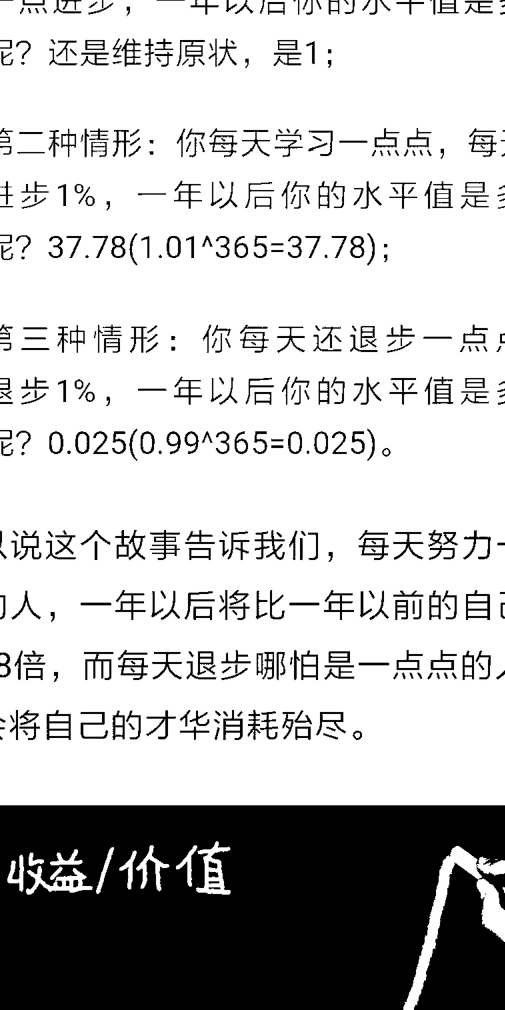 一点进步，一年以后你的水平值是多
呢？还是维持原状，是1；
第二种情形：你每天学习一点点，每天
进步1%，一年以后你的水平值是多
呢？37.78(1.01^365=37.78)；
第三种情形：你每天还退步一点点
退步1%，一年以后你的水平值是多
呢？0.025(0.99^365=0.025)。
以说这个故事告诉我们，每天努力一
的人，一年以后将比一年以前的自己
8倍，而每天退步哪怕是一点点的人
会将自己的才华消耗殆尽。
收益/价值